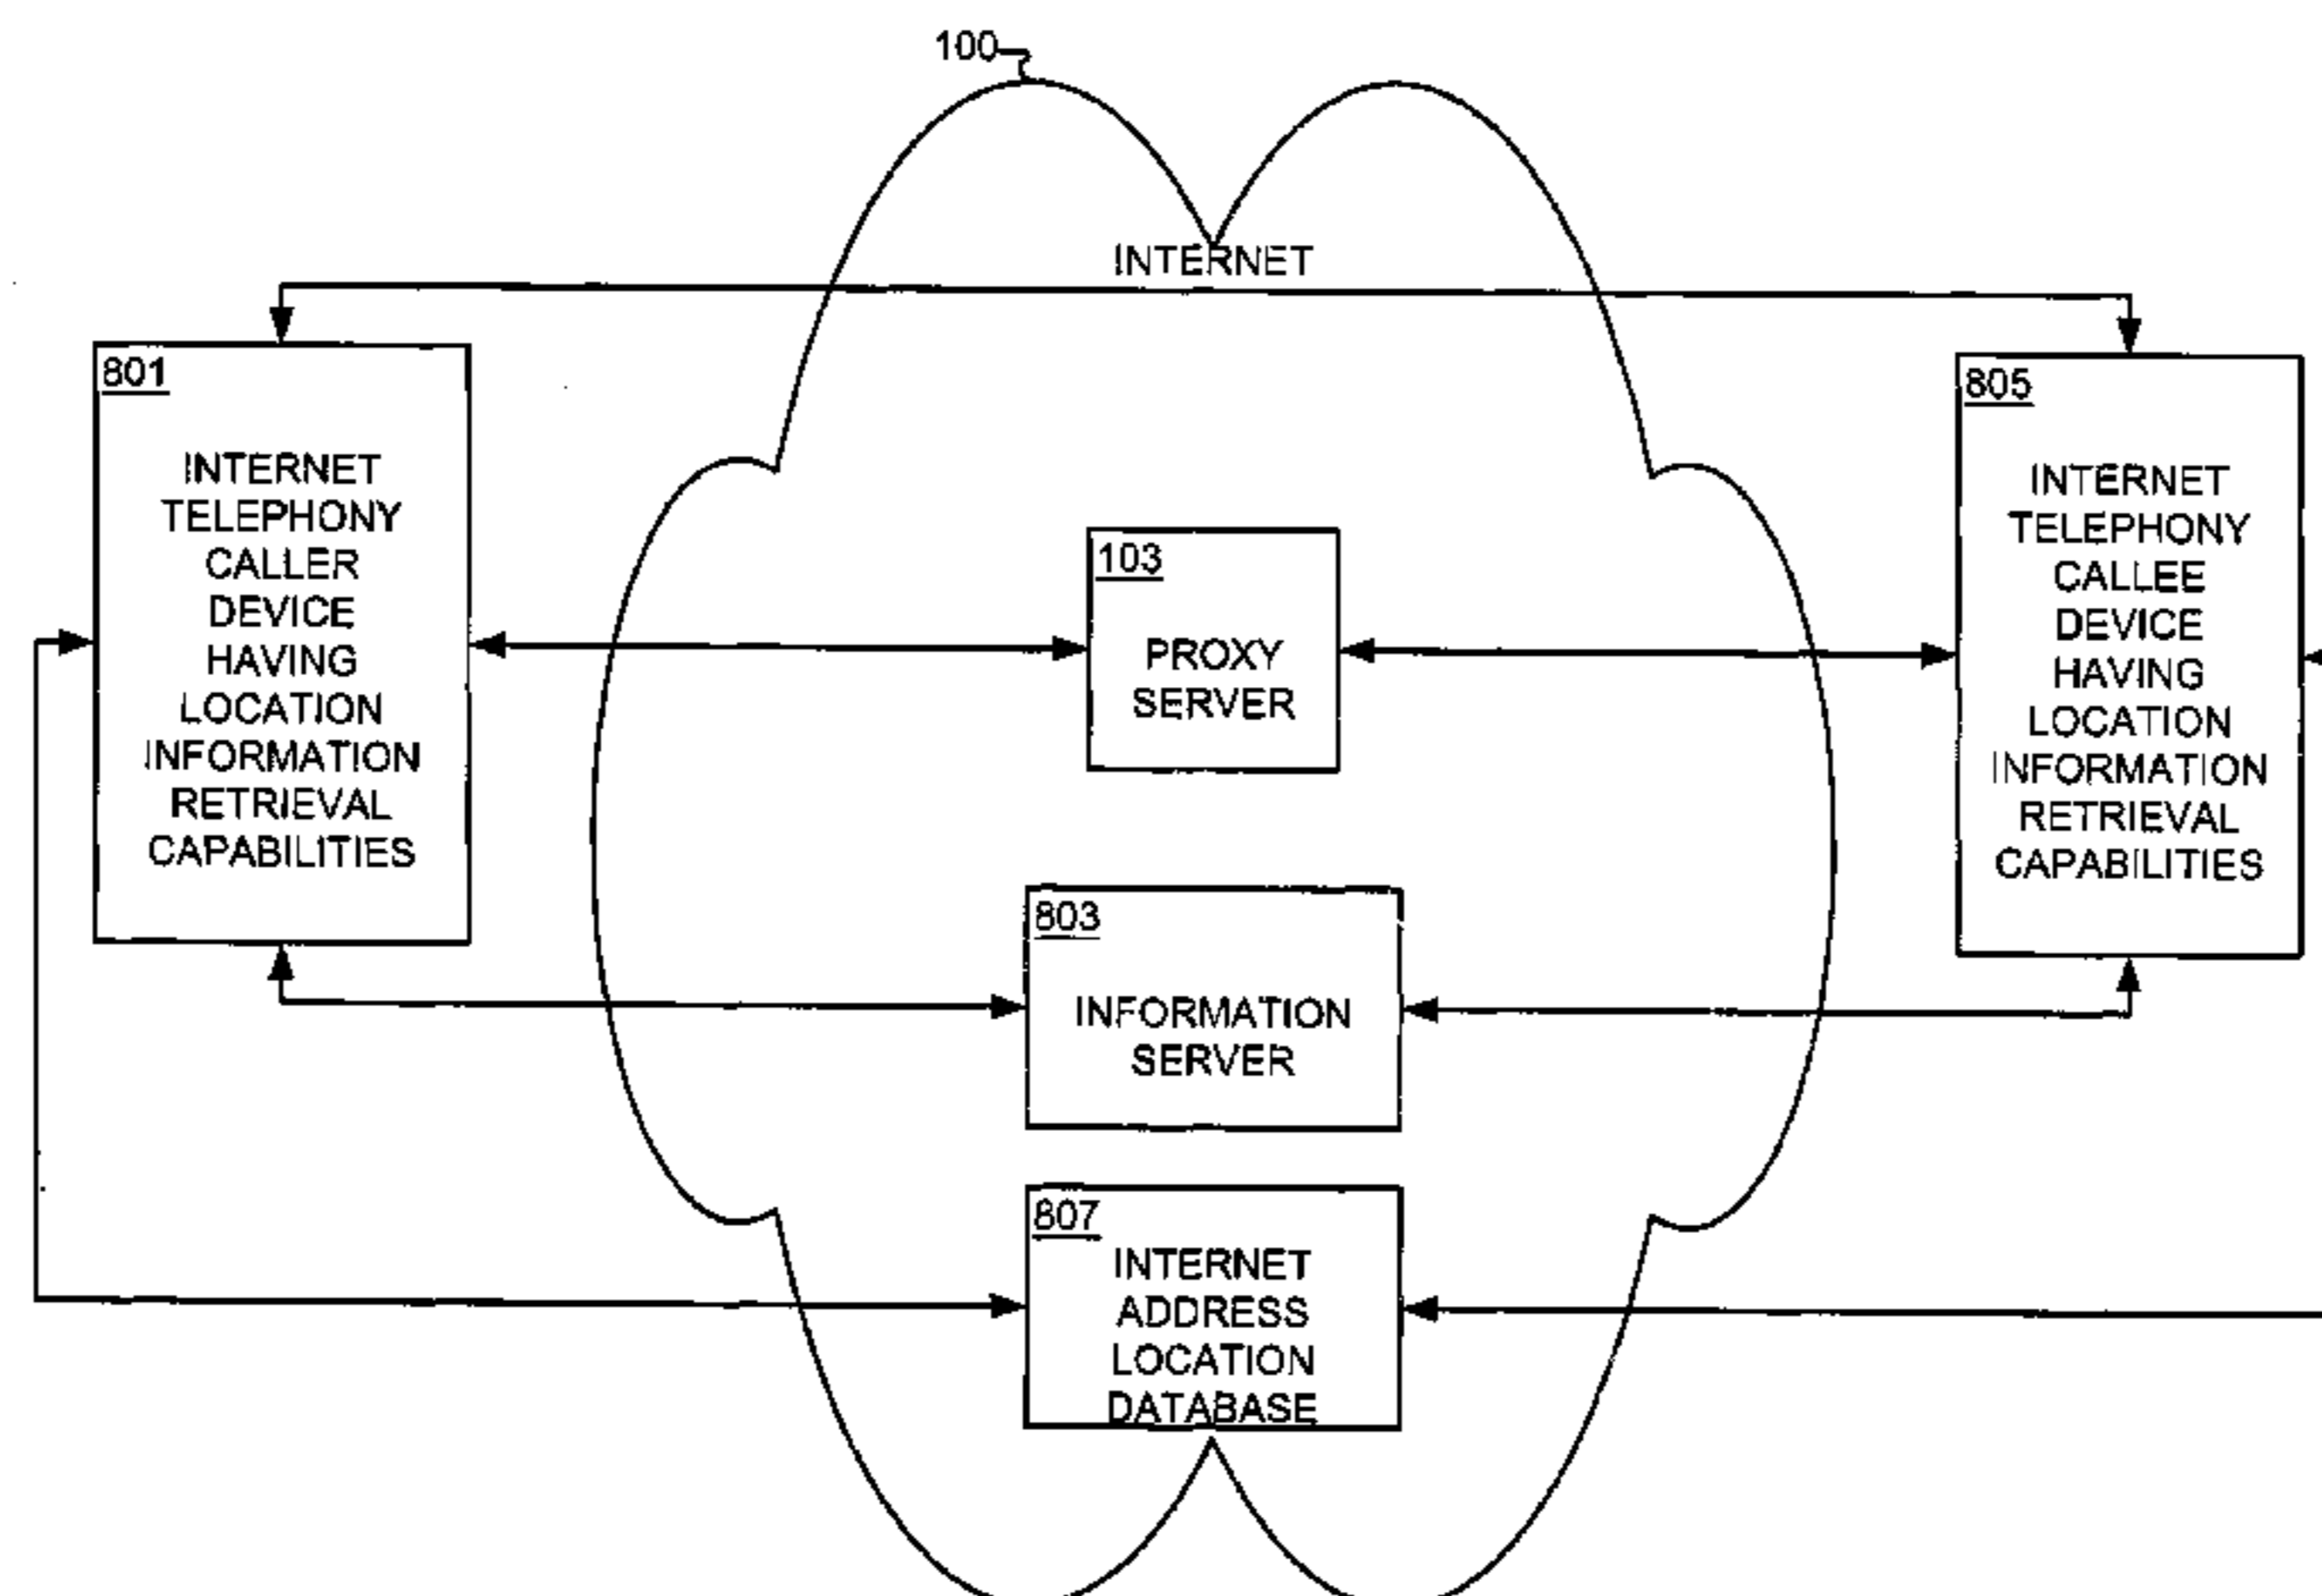 100
INTERNET
801
INTERNET
TELEPHONY
CALLER
DEVICE
HAVING
LOCATION
INFORMATION
RETRIEVAL
CAPABILITIES
103
PROXY
SERVER
805
INTERNET
TELEPHONY
CALLEE
DEVICE
HAVING
LOCATION
INFORMATION
RETRIEVAL
CAPABILITIES
803
INFORMATION
SERVER
807
INTERNET
ADDRESS
LOCATION
DATABASE